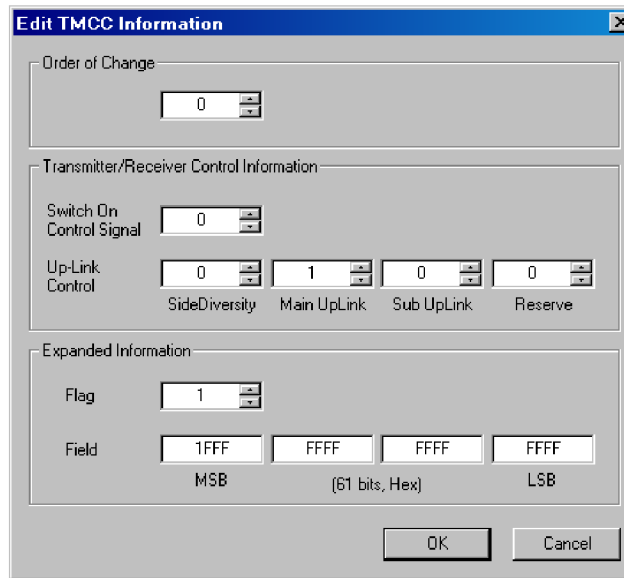 Edit TMCC Information
Order of Change
0
Transmitter/Receiver Control Information
Switch On
Control Signal
0
Up-Link
Control
0 1 0 0
SideDiversity Main UpLink Sub UpLink Reserve
Expanded Information
Flag 1
Field 1FFF FFFF FFFF FFFF
MSB (61 bits, Hex) LSB
OK Cancel